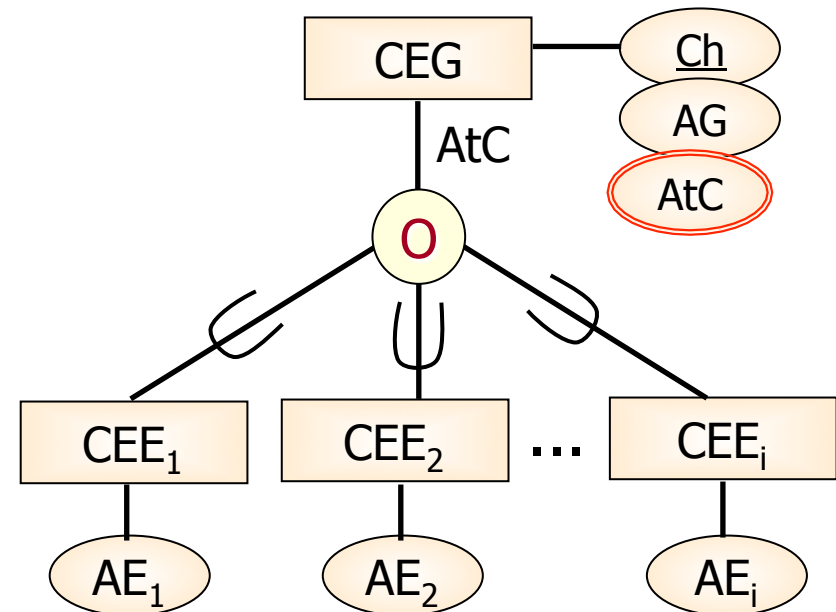 CEG
Ch
AG
AtC
AtC
O
CEE₁
CEE₂
...
CEEᵢ
AE₁
AE₂
AEᵢ